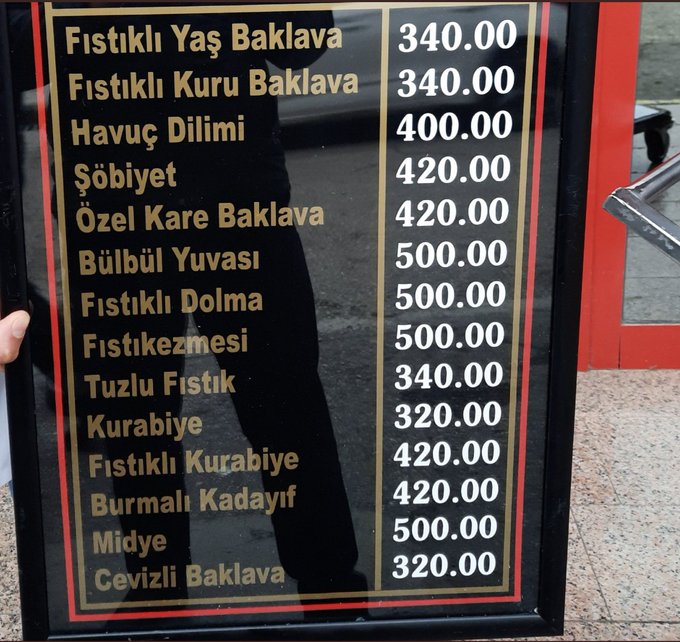 Fıstıklı Yaş Baklava 340.00
Fıstıklı Kuru Baklava 340.00
Havuç Dilimi 400.00
Şöbiyet 420.00
Özel Kare Baklava 420.00
Bülbül Yuvası 500.00
Fıstıklı Dolma 500.00
Fıstıkezmesi 500.00
Tuzlu Fıstık 340.00
Kurabiye 320.00
Fıstıklı Kurabiye 420.00
Burmalı Kadayıf 420.00
Midye 500.00
Cevizli Baklava 320.00